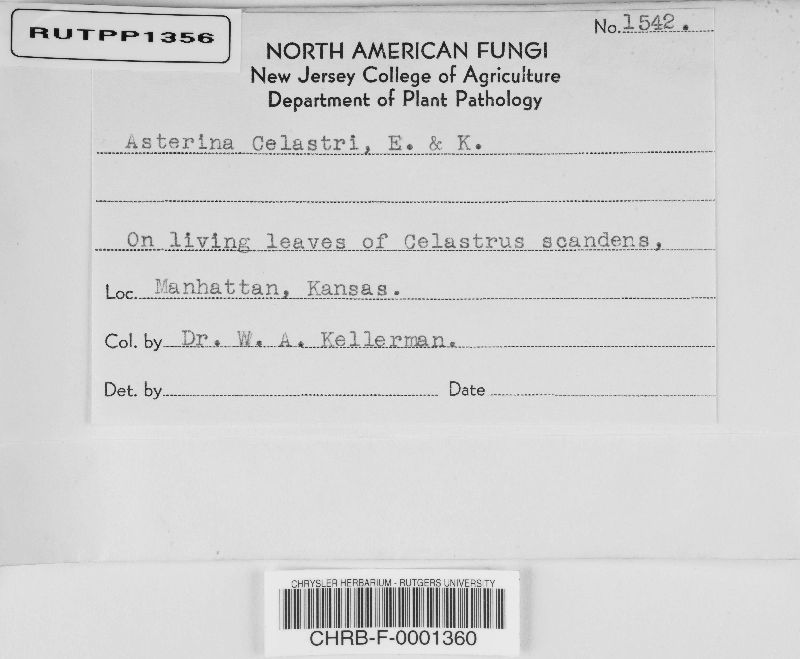 RUTPP1356
No. 1542.
NORTH AMERICAN FUNGI
New Jersey College of Agriculture
Department of Plant Pathology
Asterina Celastri, E. & K.
On living leaves of Celastrus scandens,
Loc. Manhattan, Kansas.
Col. by Dr. W. A. Kellerman.
Det. by Date
CHRYSLER HERBARIUM - RUTGERS UNIVERSITY
CHRB-F-0001360